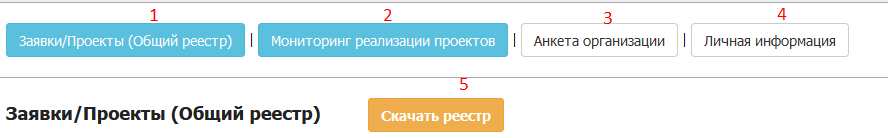 1 2 3 4
Заявки/Проекты (Общий реестр) | Мониторинг реализации проектов | Анкета организации | Личная информация
5
Заявки/Проекты (Общий реестр) Скачать реестр